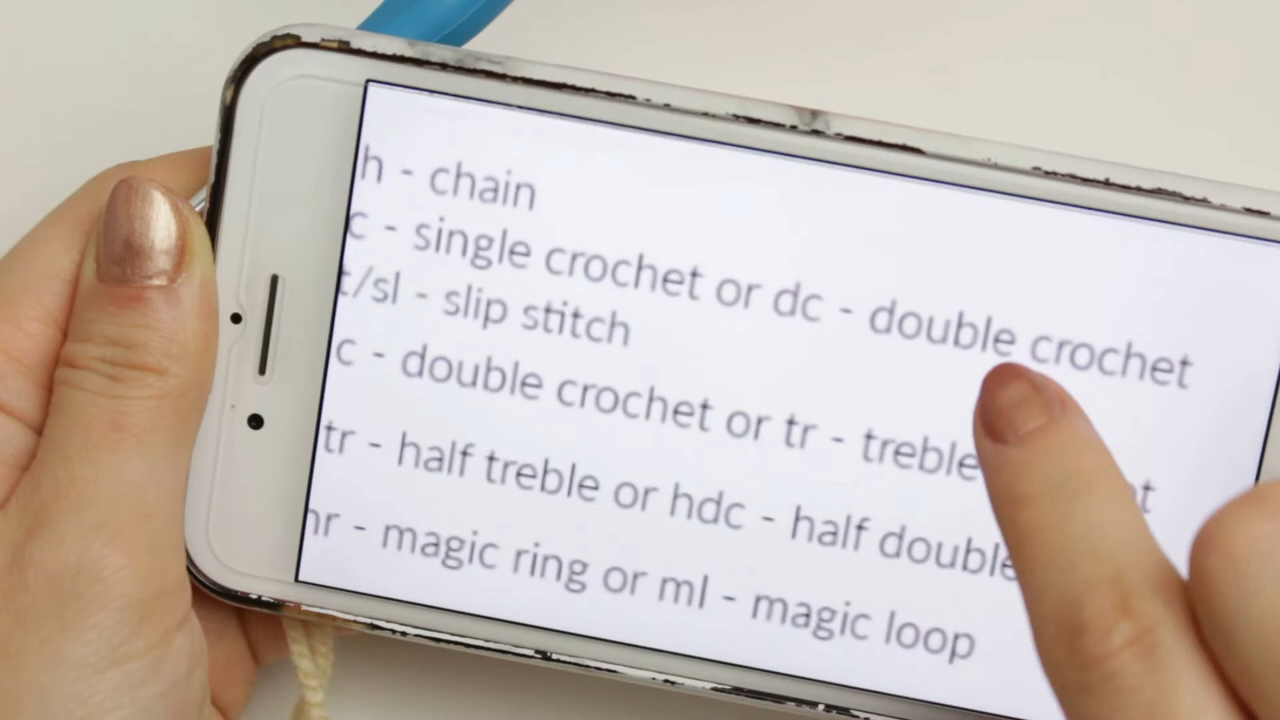 h - chain
c - single crochet or dc - double crochet
t/sl - slip stitch
c - double crochet or tr - treble
tr - half treble or hdc - half double
mr - magic ring or ml - magic loop